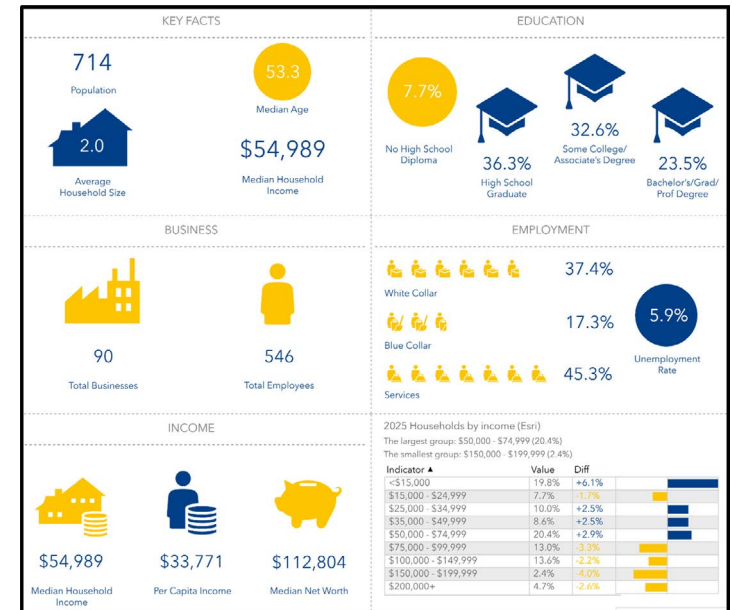 KEY FACTS
714
Population
53.3
Median Age
2.0
Average
Household Size
$54,989
Median Household
Income
EDUCATION
7.7%
No High School
Diploma
36.3%
High School
Graduate
32.6%
Some College/
Associate's Degree
23.5%
Bachelor's/Grad/
Prof Degree
BUSINESS
90
Total Businesses
546
Total Employees
EMPLOYMENT
37.4%
White Collar
17.3%
Blue Collar
45.3%
Services
5.9%
Unemployment
Rate
INCOME
$54,989
Median Household
Income
$33,771
Per Capita Income
$112,804
Median Net Worth
2025 Households by income (Esri)
The largest group: $50,000 - $74,999 (20.4%)
The smallest group: $150,000 - $199,999 (2.4%)
Indicator ▲ Value Diff
<$15,000 19.8% +6.1%
$15,000 - $24,999 7.7% -1.7%
$25,000 - $34,999 10.0% +2.5%
$35,000 - $49,999 8.6% +2.5%
$50,000 - $74,999 20.4% +2.9%
$75,000 - $99,999 13.0% -3.3%
$100,000 - $149,999 13.6% -2.2%
$150,000 - $199,999 2.4% -4.0%
$200,000+ 4.7% -2.6%